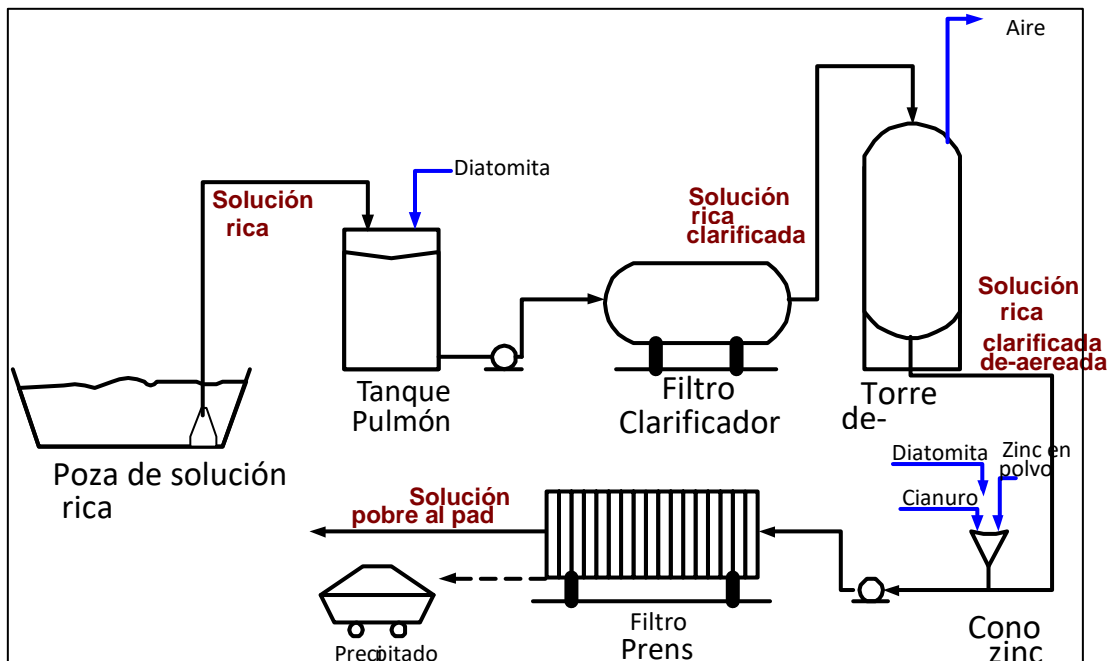 Aire
Diatomita
Solución
rica
Solución
rica
clarificada
Solución
rica
clarificada
de-aereada
Tanque
Pulmón
Filtro
Clarificador
Torre
de-
Poza de solución
rica
Diatomita
Zinc en
polvo
Cianuro
Solución
pobre al pad
Filtro
Prens
Cono
zinc
Precipitado